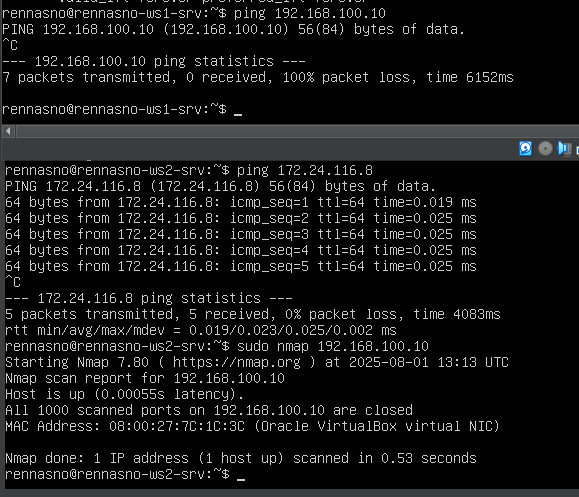 rennasno@rennasno-ws1-srv:~$ ping 192.168.100.10
PING 192.168.100.10 (192.168.100.10) 56(84) bytes of data.
^C
--- 192.168.100.10 ping statistics ---
7 packets transmitted, 0 received, 100% packet loss, time 6152ms
rennasno@rennasno-ws1-srv:~$ _
rennasno@rennasno-ws2-srv:~$ ping 172.24.116.8
PING 172.24.116.8 (172.24.116.8) 56(84) bytes of data.
64 bytes from 172.24.116.8: icmp_seq=1 ttl=64 time=0.019 ms
64 bytes from 172.24.116.8: icmp_seq=2 ttl=64 time=0.025 ms
64 bytes from 172.24.116.8: icmp_seq=3 ttl=64 time=0.025 ms
64 bytes from 172.24.116.8: icmp_seq=4 ttl=64 time=0.025 ms
64 bytes from 172.24.116.8: icmp_seq=5 ttl=64 time=0.025 ms
^C
--- 172.24.116.8 ping statistics ---
5 packets transmitted, 5 received, 0% packet loss, time 4083ms
rtt min/avg/max/mdev = 0.019/0.023/0.025/0.002 ms
rennasno@rennasno-ws2-srv:~$ sudo nmap 192.168.100.10
Starting Nmap 7.80 ( https://nmap.org ) at 2025-08-01 13:13 UTC
Nmap scan report for 192.168.100.10
Host is up (0.00055s latency).
All 1000 scanned ports on 192.168.100.10 are closed
MAC Address: 08:00:27:7C:1C:3C (Oracle VirtualBox virtual NIC)
Nmap done: 1 IP address (1 host up) scanned in 0.53 seconds
rennasno@rennasno-ws2-srv:~$ _